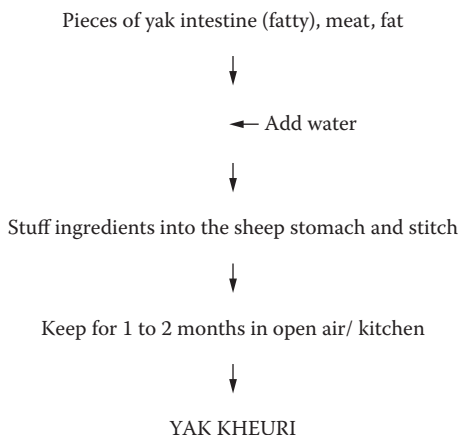 Pieces of yak intestine (fatty), meat, fat
Add water
Stuff ingredients into the sheep stomach and stitch
Keep for 1 to 2 months in open air/ kitchen
YAK KHEURI